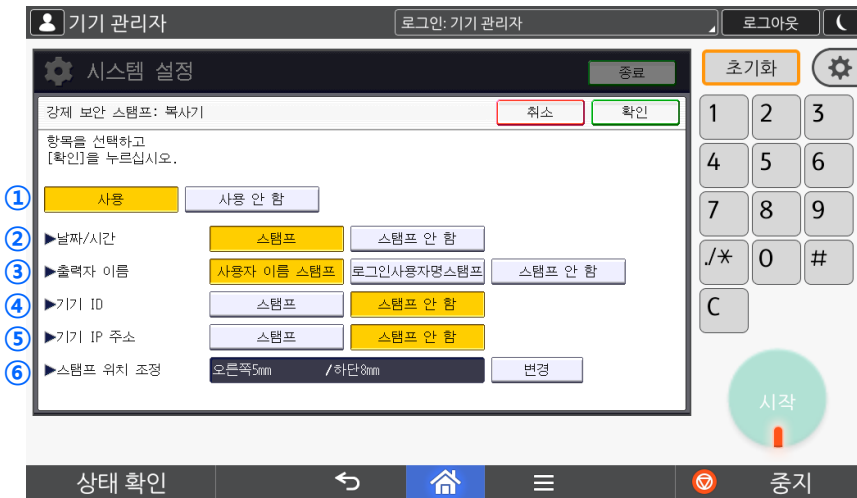 기기 관리자
로그인: 기기 관리자
로그아웃
시스템 설정
종료
초기화
강제 보안 스탬프: 복사기
취소
확인
항목을 선택하고
[확인]을 누르십시오.
① 사용 사용 안 함
② ▶날짜/시간 스탬프 스탬프 안 함
③ ▶출력자 이름 사용자 이름 스탬프 로그인사용자명스탬프 스탬프 안 함
④ ▶기기 ID 스탬프 스탬프 안 함
⑤ ▶기기 IP 주소 스탬프 스탬프 안 함
⑥ ▶스탬프 위치 조정 오른쪽5mm /하단8mm 변경
1 2 3
4 5 6
7 8 9
./* 0 #
C
시작
상태 확인
중지